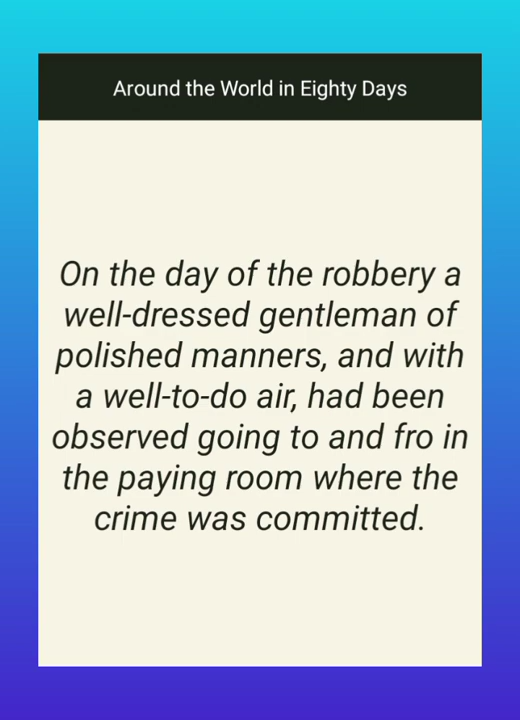 Around the World in Eighty Days
On the day of the robbery a
well-dressed gentleman of
polished manners, and with
a well-to-do air, had been
observed going to and fro in
the paying room where the
crime was committed.